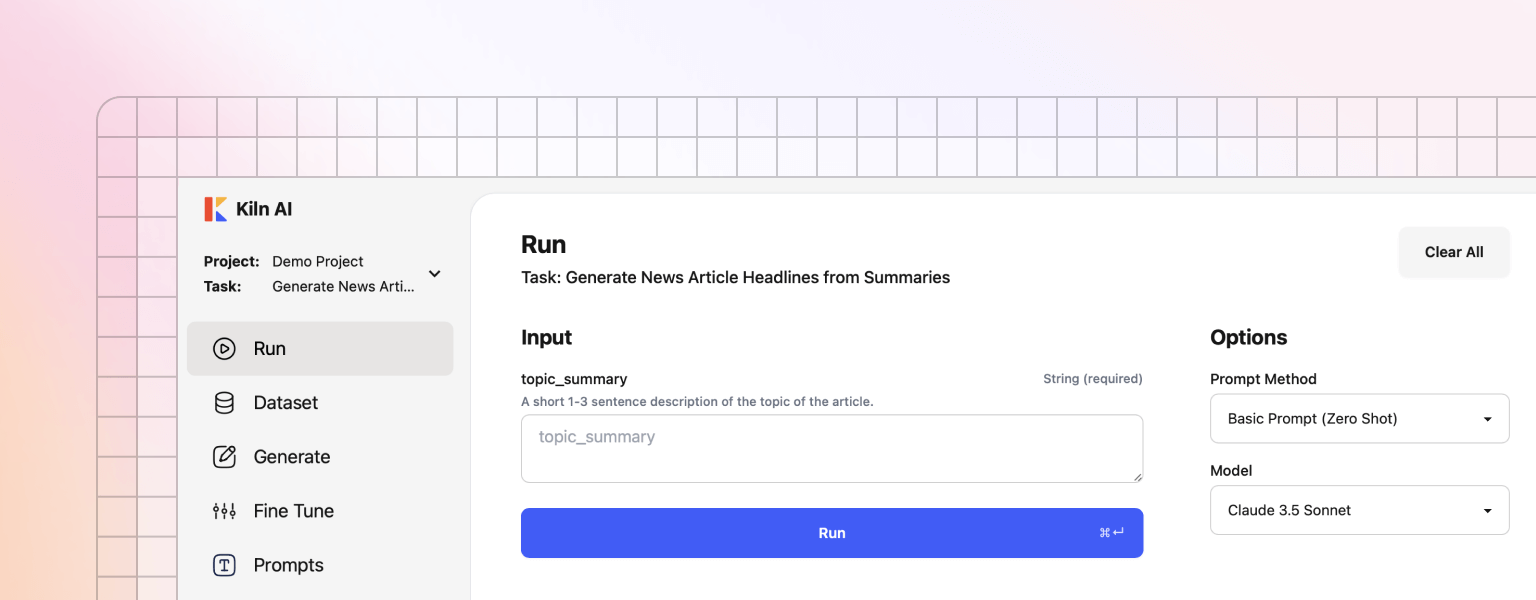 Kiln AI
Project: Demo Project
Task: Generate News Arti...
Run
Dataset
Generate
Fine Tune
T Prompts
Run
Task: Generate News Article Headlines from Summaries
Clear All
Input
topic_summary String (required)
A short 1-3 sentence description of the topic of the article.
topic_summary
Run ⌘↵
Options
Prompt Method
Basic Prompt (Zero Shot)
Model
Claude 3.5 Sonnet